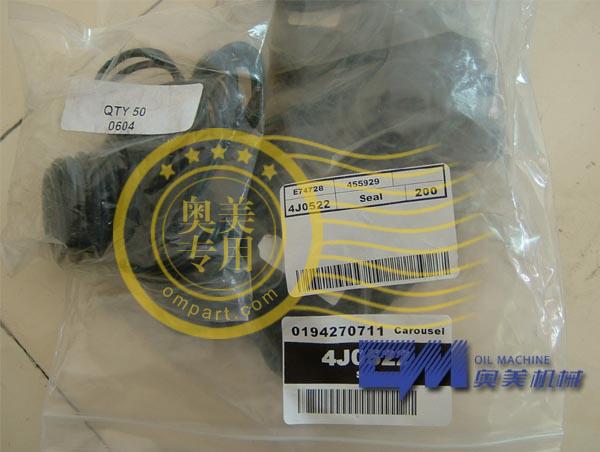 QTY 50
0604
E74728 455929
4J0522 Seal 200
奥美
专用
ompart.com
0194270711 Carousel
4J0522
OIL MACHINE
奥美机械